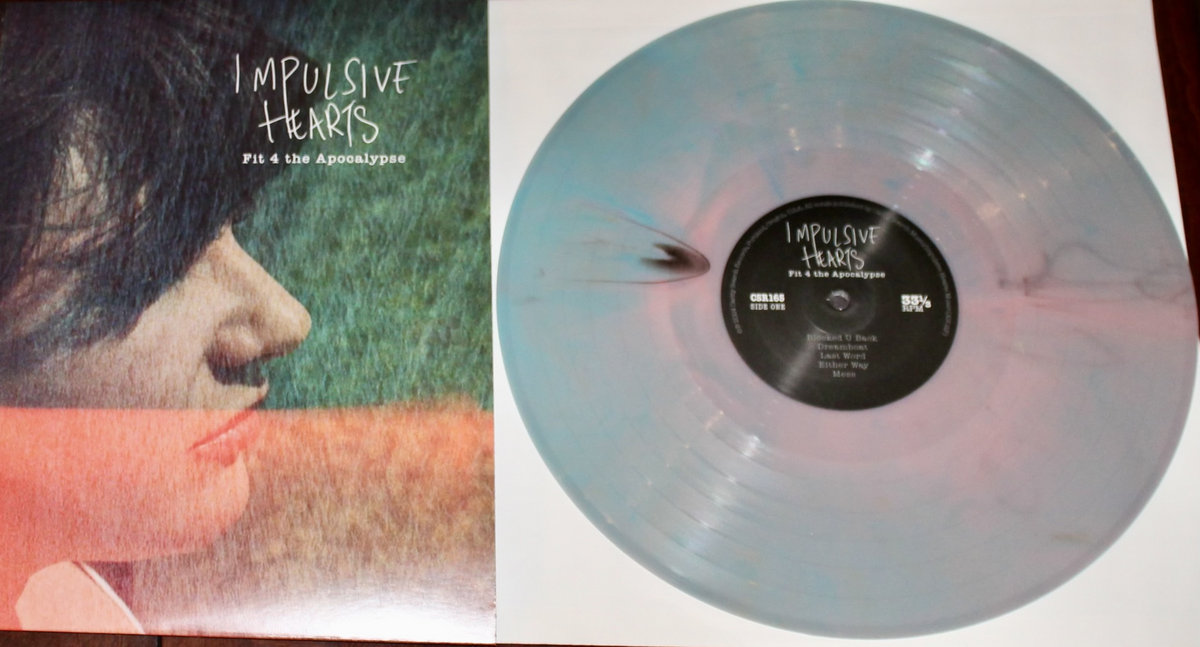 IMPULSIVE
HEARTS
Fit 4 the Apocalypse
IMPULSIVE
HEARTS
Fit 4 the Apocalypse
CSR165
SIDE ONE
33⅓
RPM
Blocked U Back
Dreamboat
Last Word
Either Way
Mess